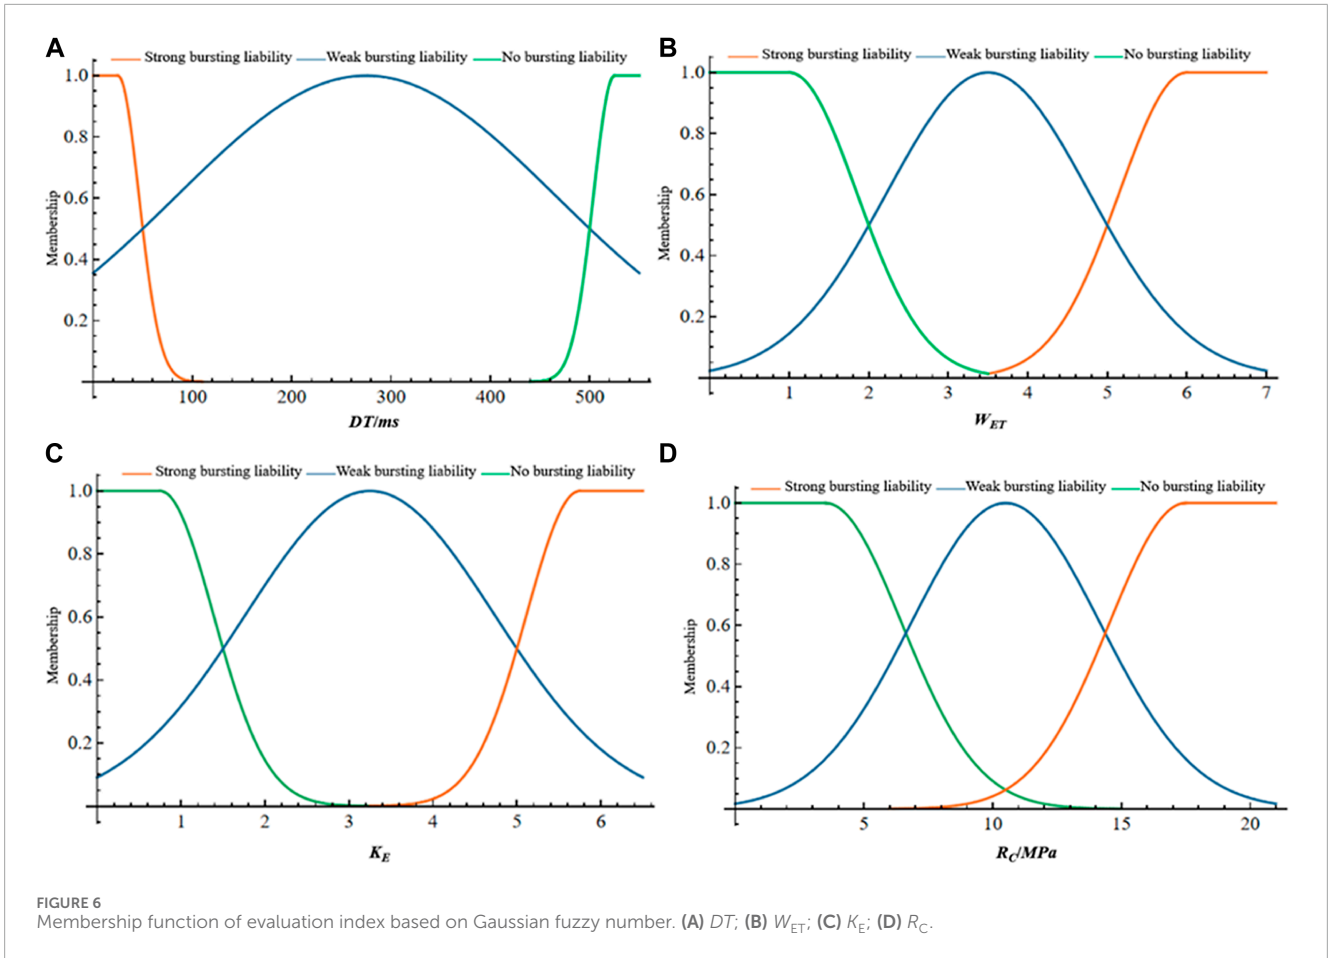 A
Strong bursting liability Weak bursting liability No bursting liability
1.0
0.8
0.6
0.4
0.2
Membership
100 200 300 400 500
DT/ms
B
Strong bursting liability Weak bursting liability No bursting liability
1.0
0.8
0.6
0.4
0.2
Membership
1 2 3 4 5 6 7
W_ET
C
Strong bursting liability Weak bursting liability No bursting liability
1.0
0.8
0.6
0.4
0.2
Membership
1 2 3 4 5 6
K_E
D
Strong bursting liability Weak bursting liability No bursting liability
1.0
0.8
0.6
0.4
0.2
Membership
5 10 15 20
R_C/MPa
FIGURE 6
Membership function of evaluation index based on Gaussian fuzzy number. (A) DT; (B) W_ET; (C) K_E; (D) R_C.